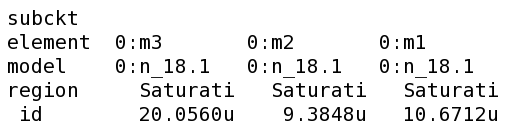 subckt
element  0:m3       0:m2       0:m1
model    0:n_18.1   0:n_18.1   0:n_18.1
region     Saturati   Saturati   Saturati
 id        20.0560u    9.3848u   10.6712u